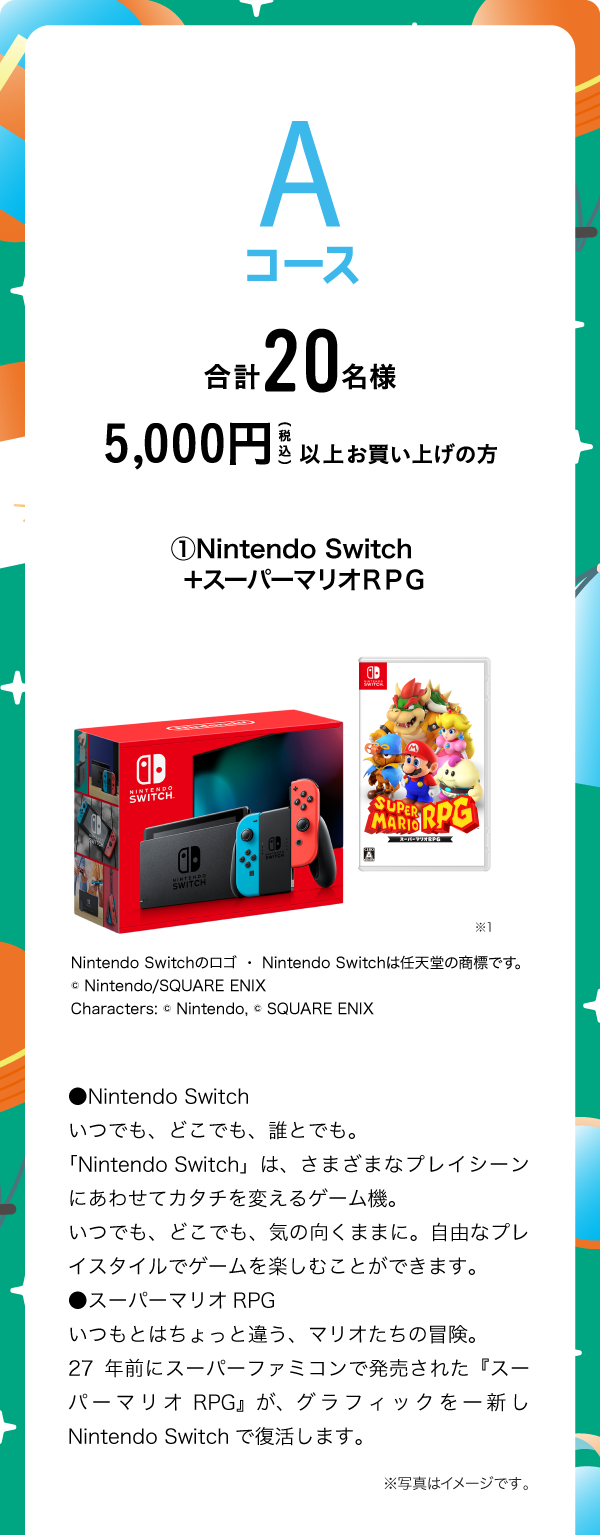 A
コース
合計20名様
5,000円(税込)以上お買い上げの方
①Nintendo Switch
+スーパーマリオRPG
NINTENDO
SWITCH
NINTENDO
SWITCH
NINTENDO
SWITCH
NINTENDO
SWITCH
SUPER
MARIO RPG
スーパーマリオRPG
A
※1
Nintendo Switchのロゴ ・ Nintendo Switchは任天堂の商標です。
© Nintendo/SQUARE ENIX
Characters: © Nintendo, © SQUARE ENIX
●Nintendo Switch
いつでも、どこでも、誰とでも。
「Nintendo Switch」は、さまざまなプレイシーン
にあわせてカタチを変えるゲーム機。
いつでも、どこでも、気の向くままに。自由なプレ
イスタイルでゲームを楽しむことができます。
●スーパーマリオ RPG
いつもとはちょっと違う、マリオたちの冒険。
27 年前にスーパーファミコンで発売された『スー
パーマリオ RPG』が、グラフィックを一新し
Nintendo Switch で復活します。
※写真はイメージです。